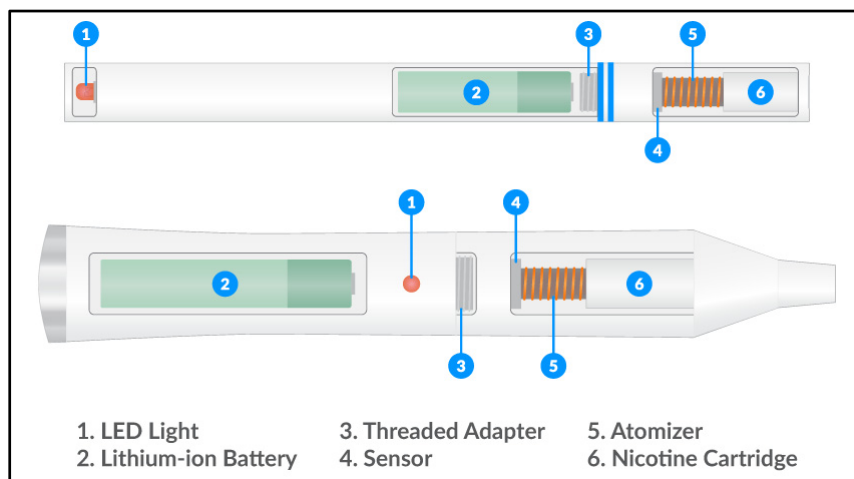 1 3 5
2 6
4
1 4
2 6
3 5
1. LED Light 3. Threaded Adapter 5. Atomizer
2. Lithium-ion Battery 4. Sensor 6. Nicotine Cartridge